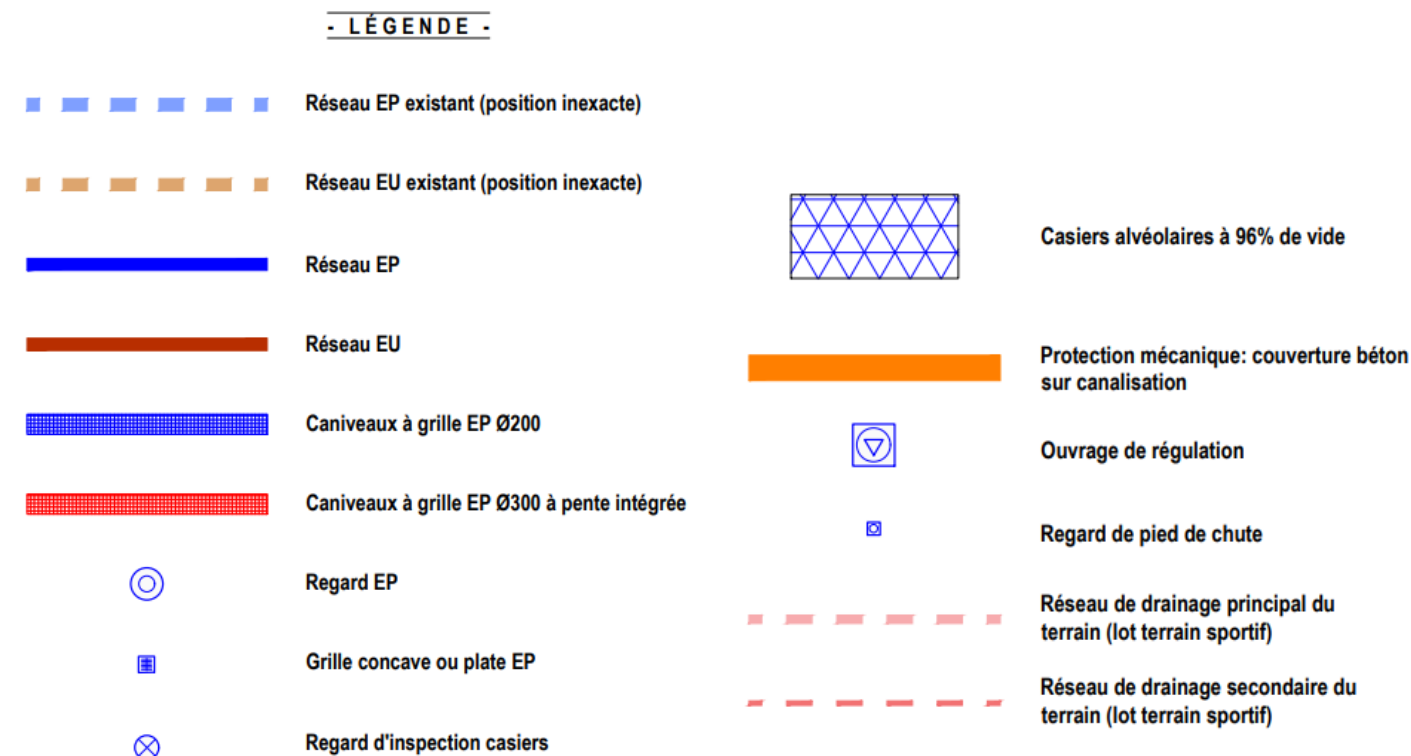 - LÉGENDE -
Réseau EP existant (position inexacte)
Réseau EU existant (position inexacte)
Réseau EP
Réseau EU
Caniveaux à grille EP Ø200
Caniveaux à grille EP Ø300 à pente intégrée
Regard EP
Grille concave ou plate EP
Regard d'inspection casiers
Casiers alvéolaires à 96% de vide
Protection mécanique: couverture béton
sur canalisation
Ouvrage de régulation
Regard de pied de chute
Réseau de drainage principal du
terrain (lot terrain sportif)
Réseau de drainage secondaire du
terrain (lot terrain sportif)